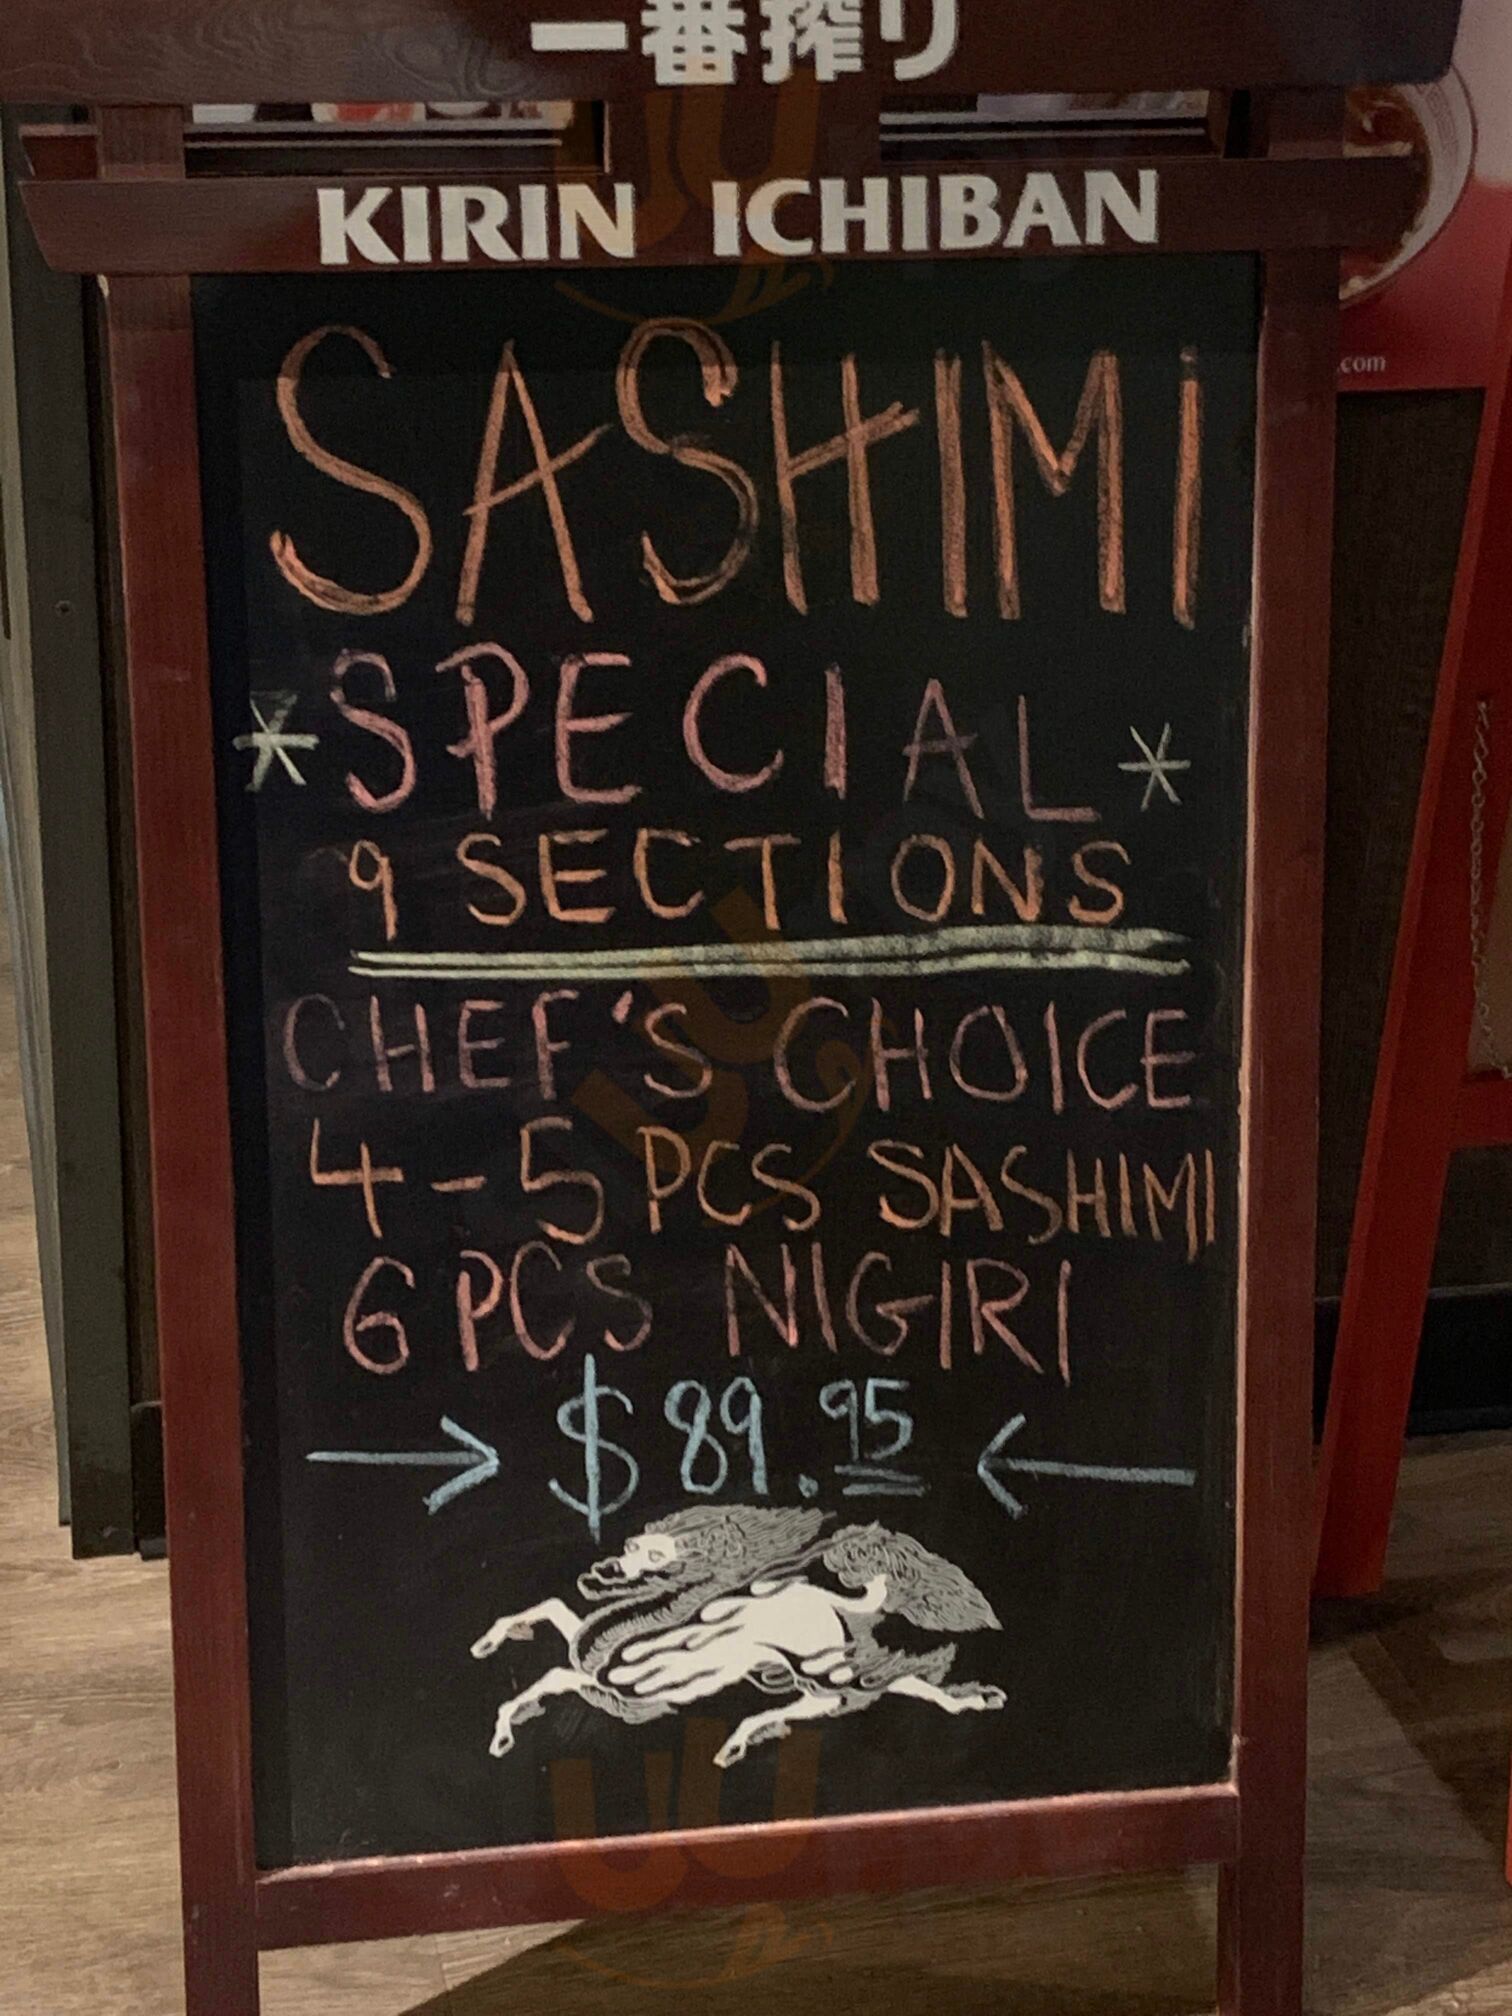 一番搾り
KIRIN ICHIBAN
.com
SASHIMI
*SPECIAL*
9 SECTIONS
CHEF'S CHOICE
4-5 PCS SASHIMI
6 PCS NIGIRI
→ $89.95 ←